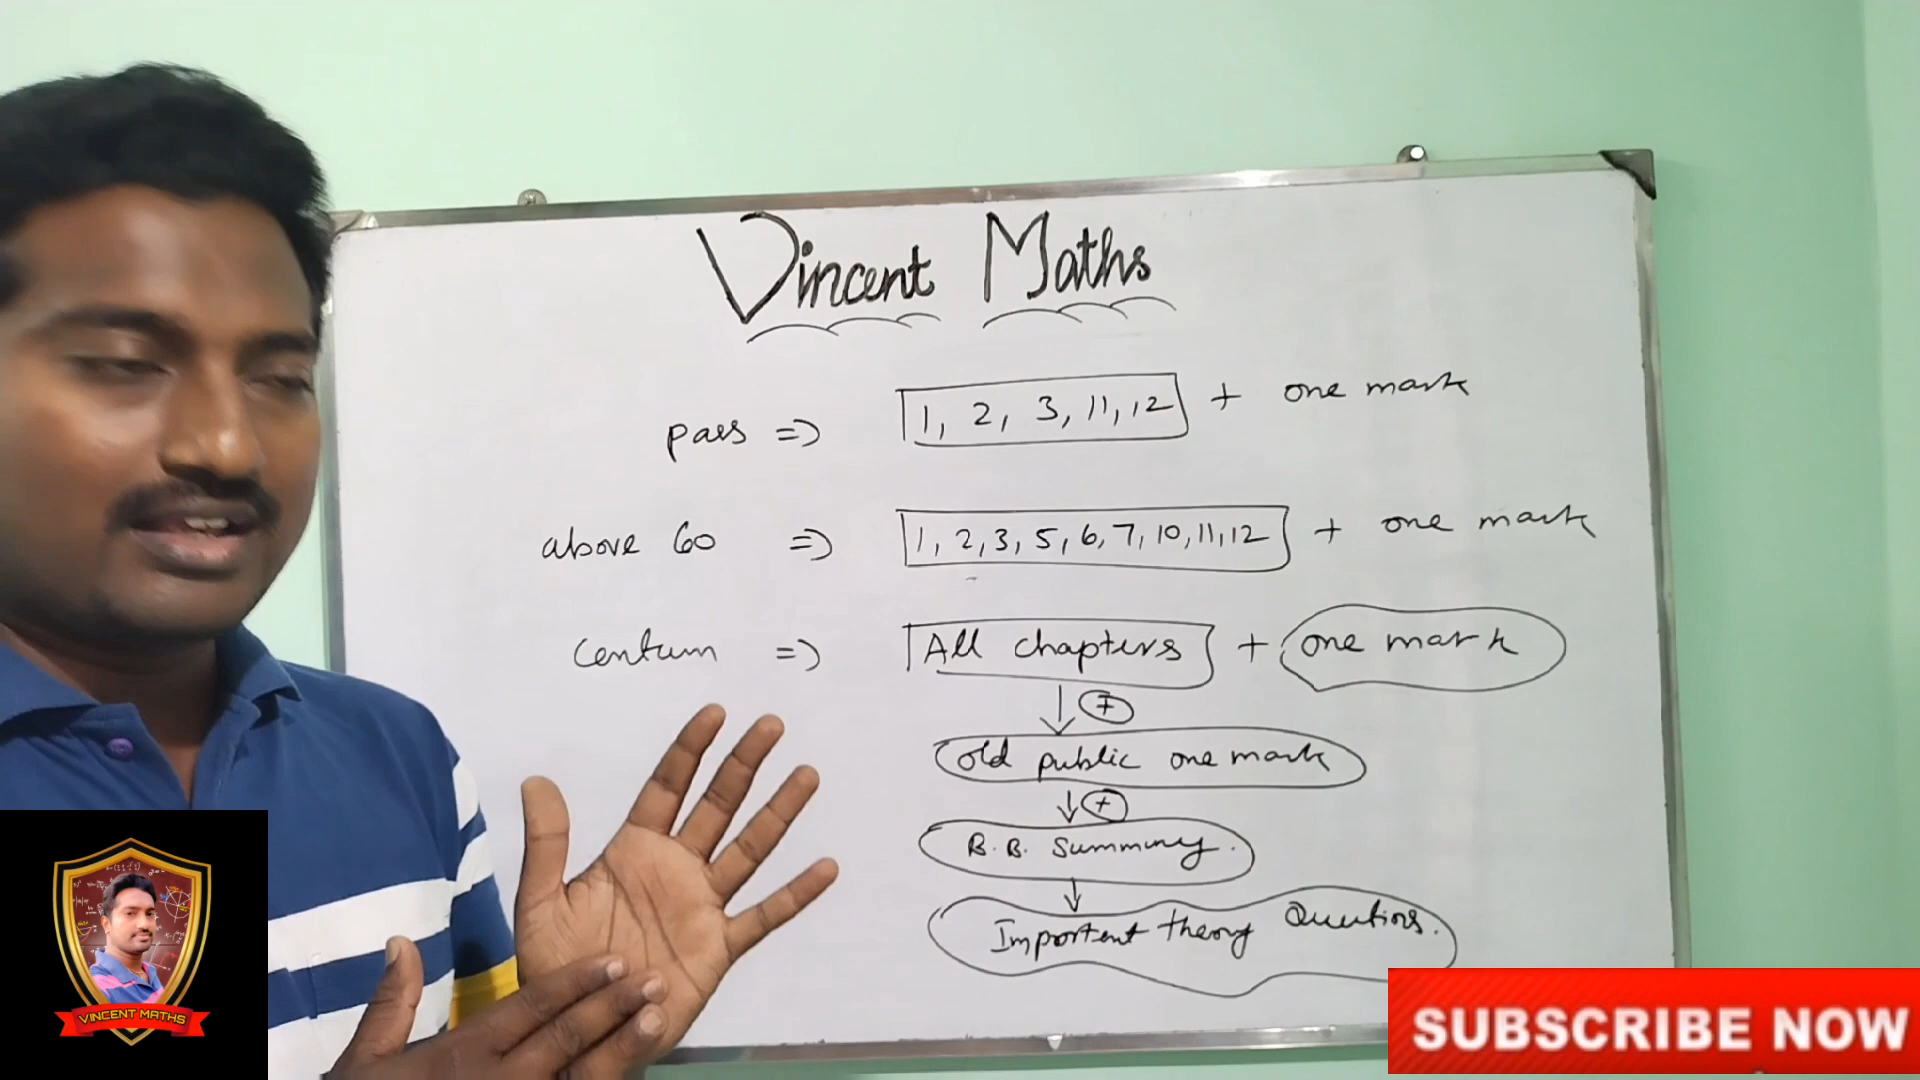 Vincent Maths
pass => 1, 2, 3, 11, 12 + one mark
above 60 => 1, 2, 3, 5, 6, 7, 10, 11, 12 + one mark
Centum => All chapters + one mark
+
old public one mark
+
B.B. Summury.
Importent theory Questions.
VINCENT MATHS
SUBSCRIBE NOW